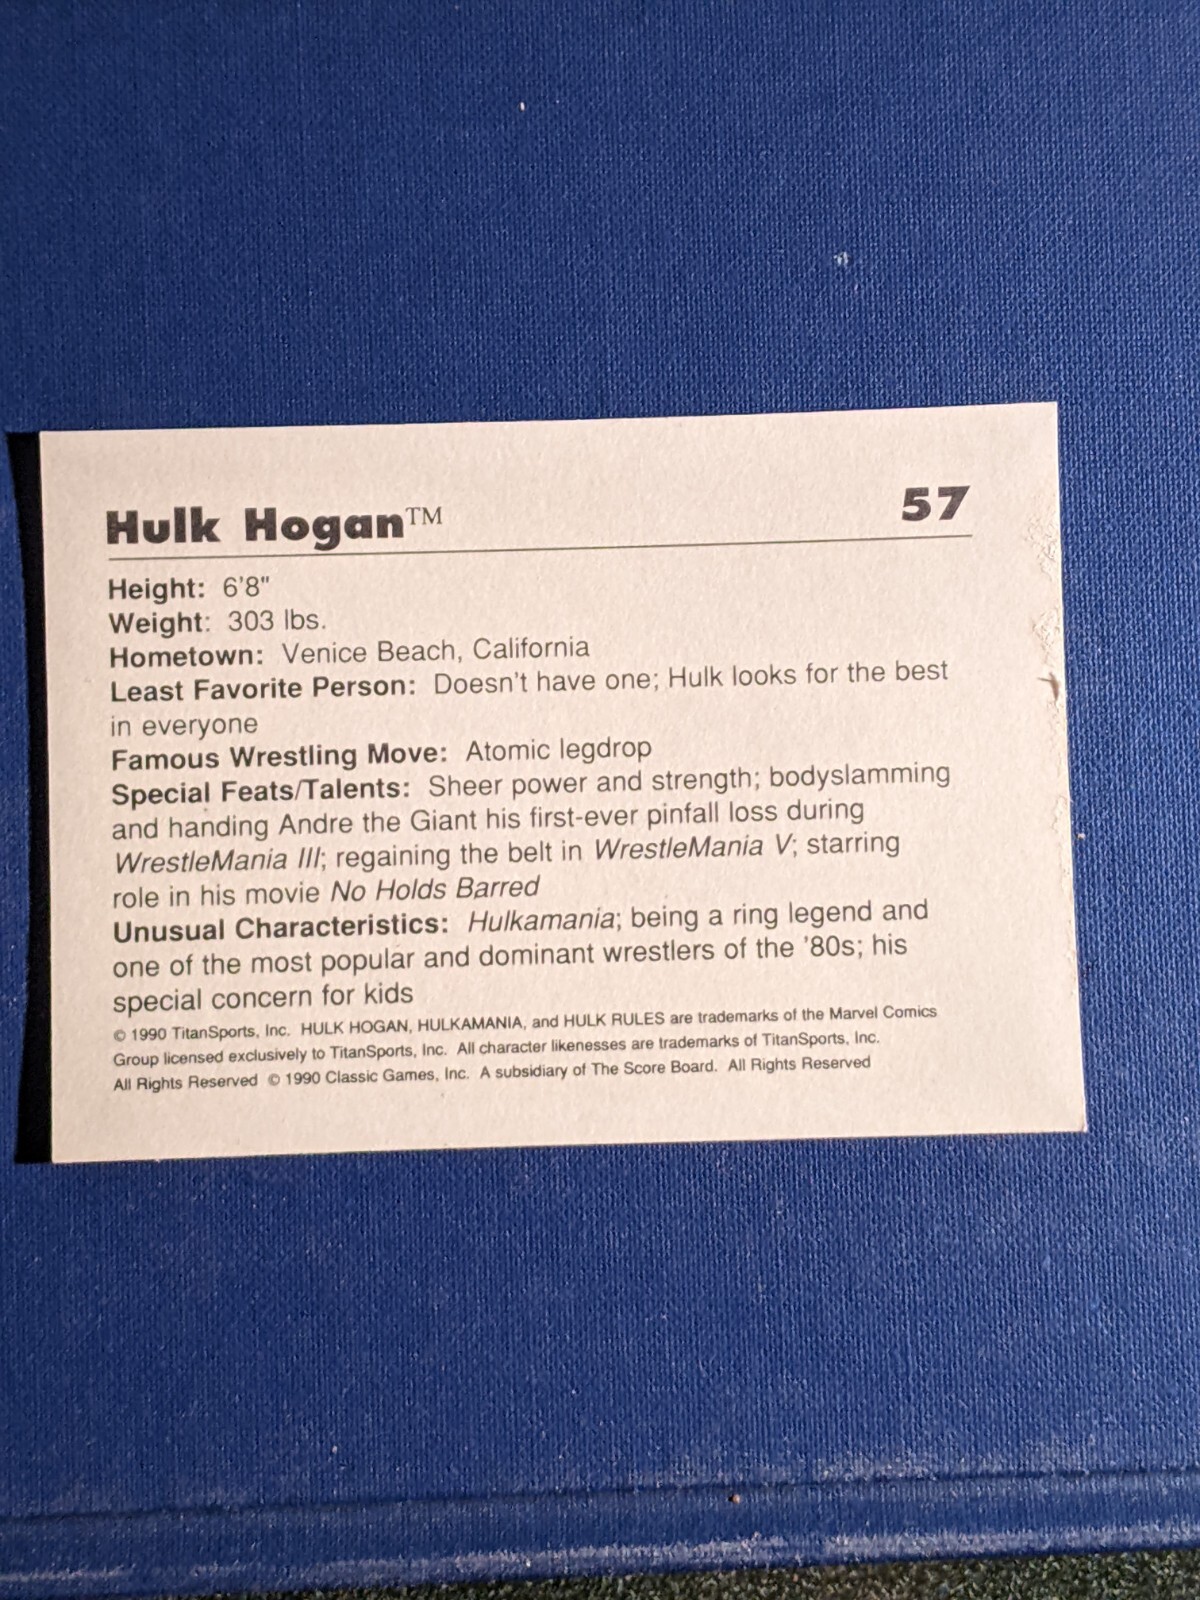 Hulk Hogan™ 57
Height: 6'8"
Weight: 303 lbs.
Hometown: Venice Beach, California
Least Favorite Person: Doesn't have one; Hulk looks for the best
in everyone
Famous Wrestling Move: Atomic legdrop
Special Feats/Talents: Sheer power and strength; bodyslamming
and handing Andre the Giant his first-ever pinfall loss during
WrestleMania III; regaining the belt in WrestleMania V; starring
role in his movie No Holds Barred
Unusual Characteristics: Hulkamania; being a ring legend and
one of the most popular and dominant wrestlers of the '80s; his
special concern for kids
© 1990 TitanSports, Inc. HULK HOGAN, HULKAMANIA, and HULK RULES are trademarks of the Marvel Comics
Group licensed exclusively to TitanSports, Inc. All character likenesses are trademarks of TitanSports, Inc.
All Rights Reserved © 1990 Classic Games, Inc. A subsidiary of The Score Board. All Rights Reserved